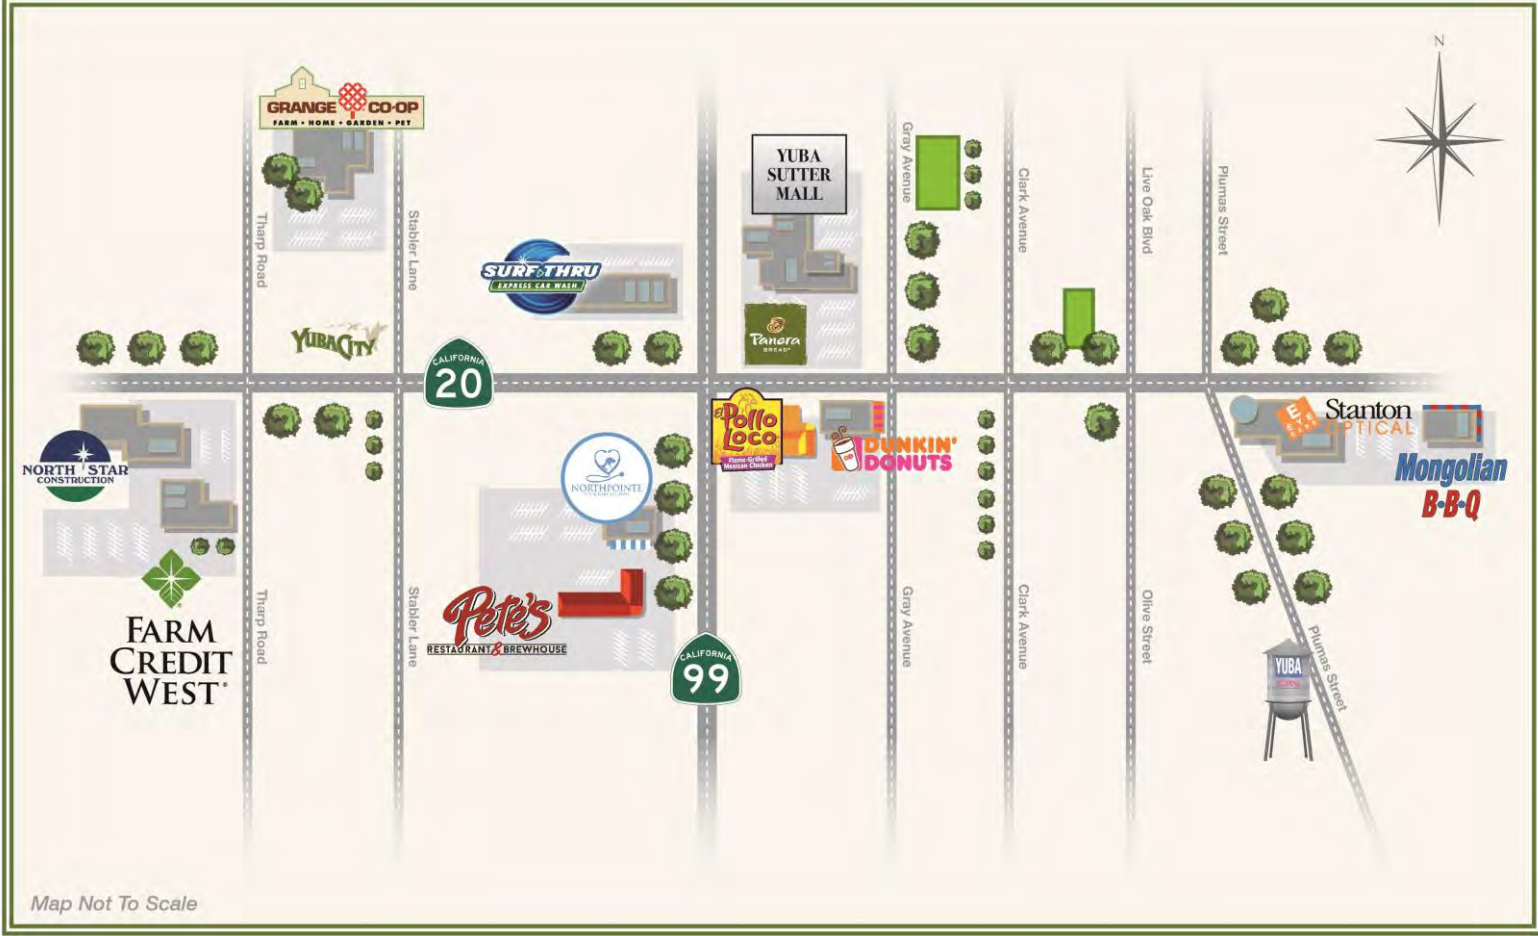 N
GRANGE CO-OP
FARM • HOME • GARDEN • PET
YUBA
SUTTER
MALL
Gray Avenue
Clark Avenue
Live Oak Blvd
Plumas Street
Tharp Road
Stabler Lane
SURF THRU
EXPRESS CAR WASH
YUBA CITY
Panera
BREAD®
CALIFORNIA
20
El Pollo
Loco
Flame-Grilled
Mexican Chicken
DUNKIN'
DONUTS
EYE
Stanton
OPTICAL
Mongolian
B•B•Q
NORTH STAR
CONSTRUCTION
NORTHPOINTE
FARM
CREDIT
WEST®
Tharp Road
Stabler Lane
Pete's
RESTAURANT & BREWHOUSE
CALIFORNIA
99
Gray Avenue
Clark Avenue
Olive Street
Plumas Street
YUBA
CITY
Map Not To Scale